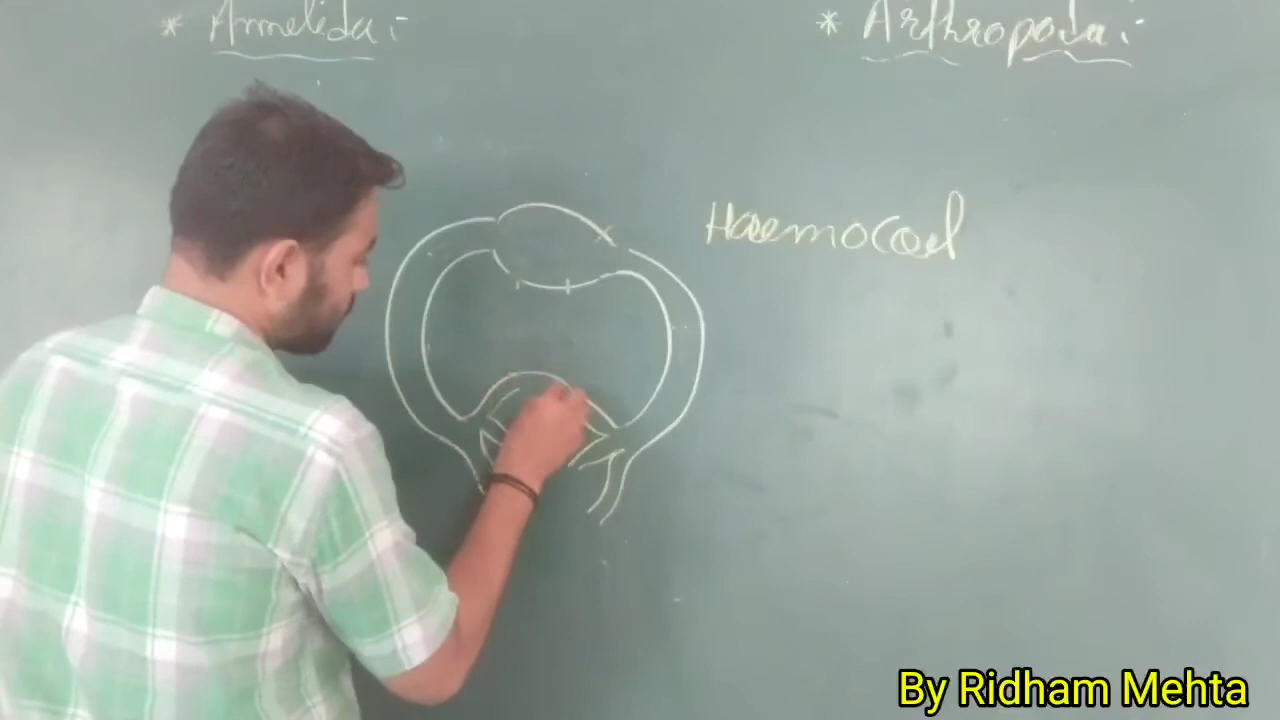 * Annelida :-
* Arthropoda :-
Haemocoel
By Ridham Mehta